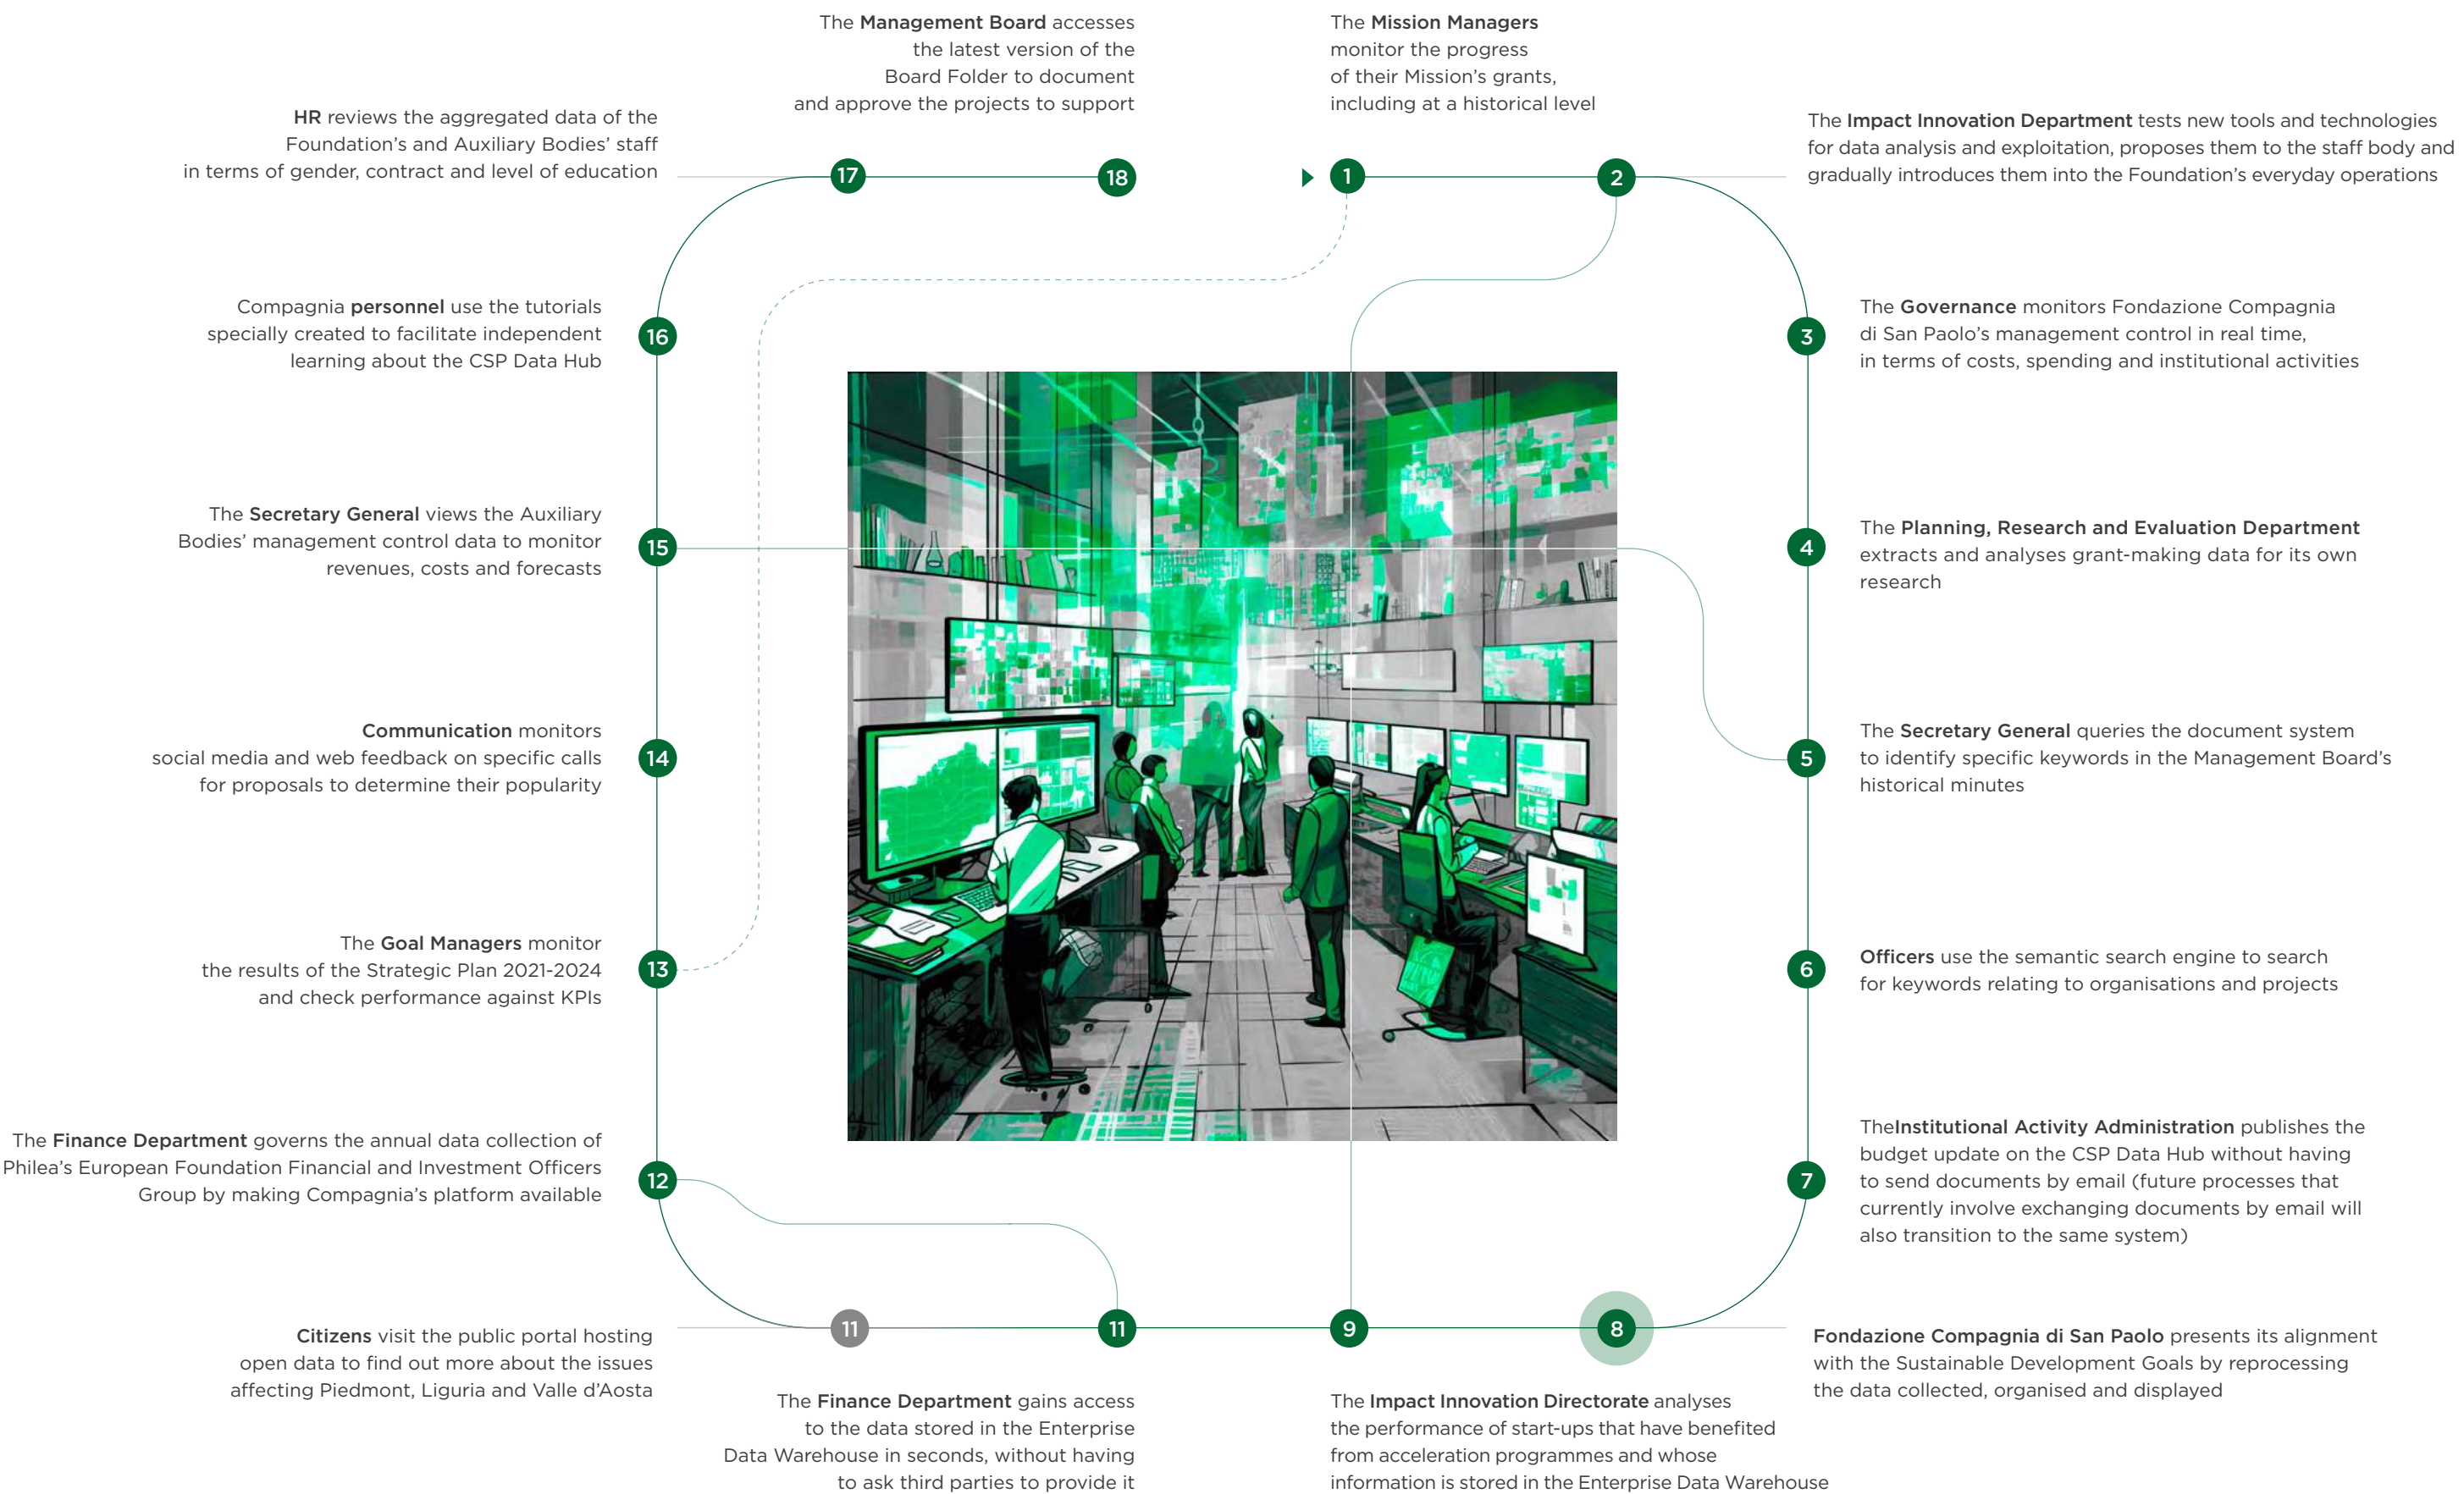 The Mission Managers
monitor the progress
of their Mission’s grants,
including at a historical level
1
The Impact Innovation Department tests new tools and technologies
for data analysis and exploitation, proposes them to the staff body and
gradually introduces them into the Foundation’s everyday operations
2
The Governance monitors Fondazione Compagnia
di San Paolo’s management control in real time,
in terms of costs, spending and institutional activities
3
The Planning, Research and Evaluation Department
extracts and analyses grant-making data for its own
research
4
The Secretary General queries the document system
to identify specific keywords in the Management Board’s
historical minutes
5
Officers use the semantic search engine to search
for keywords relating to organisations and projects
6
TheInstitutional Activity Administration publishes the
budget update on the CSP Data Hub without having
to send documents by email (future processes that
currently involve exchanging documents by email will
also transition to the same system)
7
Fondazione Compagnia di San Paolo presents its alignment
with the Sustainable Development Goals by reprocessing
the data collected, organised and displayed
8
The Impact Innovation Directorate analyses
the performance of start-ups that have benefited
from acceleration programmes and whose
information is stored in the Enterprise Data Warehouse
9
The Finance Department gains access
to the data stored in the Enterprise
Data Warehouse in seconds, without having
to ask third parties to provide it
11
Citizens visit the public portal hosting
open data to find out more about the issues
affecting Piedmont, Liguria and Valle d’Aosta
11
The Finance Department governs the annual data collection of
Philea’s European Foundation Financial and Investment Officers
Group by making Compagnia’s platform available
12
The Goal Managers monitor
the results of the Strategic Plan 2021-2024
and check performance against KPIs
13
Communication monitors
social media and web feedback on specific calls
for proposals to determine their popularity
14
The Secretary General views the Auxiliary
Bodies’ management control data to monitor
revenues, costs and forecasts
15
Compagnia personnel use the tutorials
specially created to facilitate independent
learning about the CSP Data Hub
16
HR reviews the aggregated data of the
Foundation’s and Auxiliary Bodies’ staff
in terms of gender, contract and level of education
17
The Management Board accesses
the latest version of the
Board Folder to document
and approve the projects to support
18